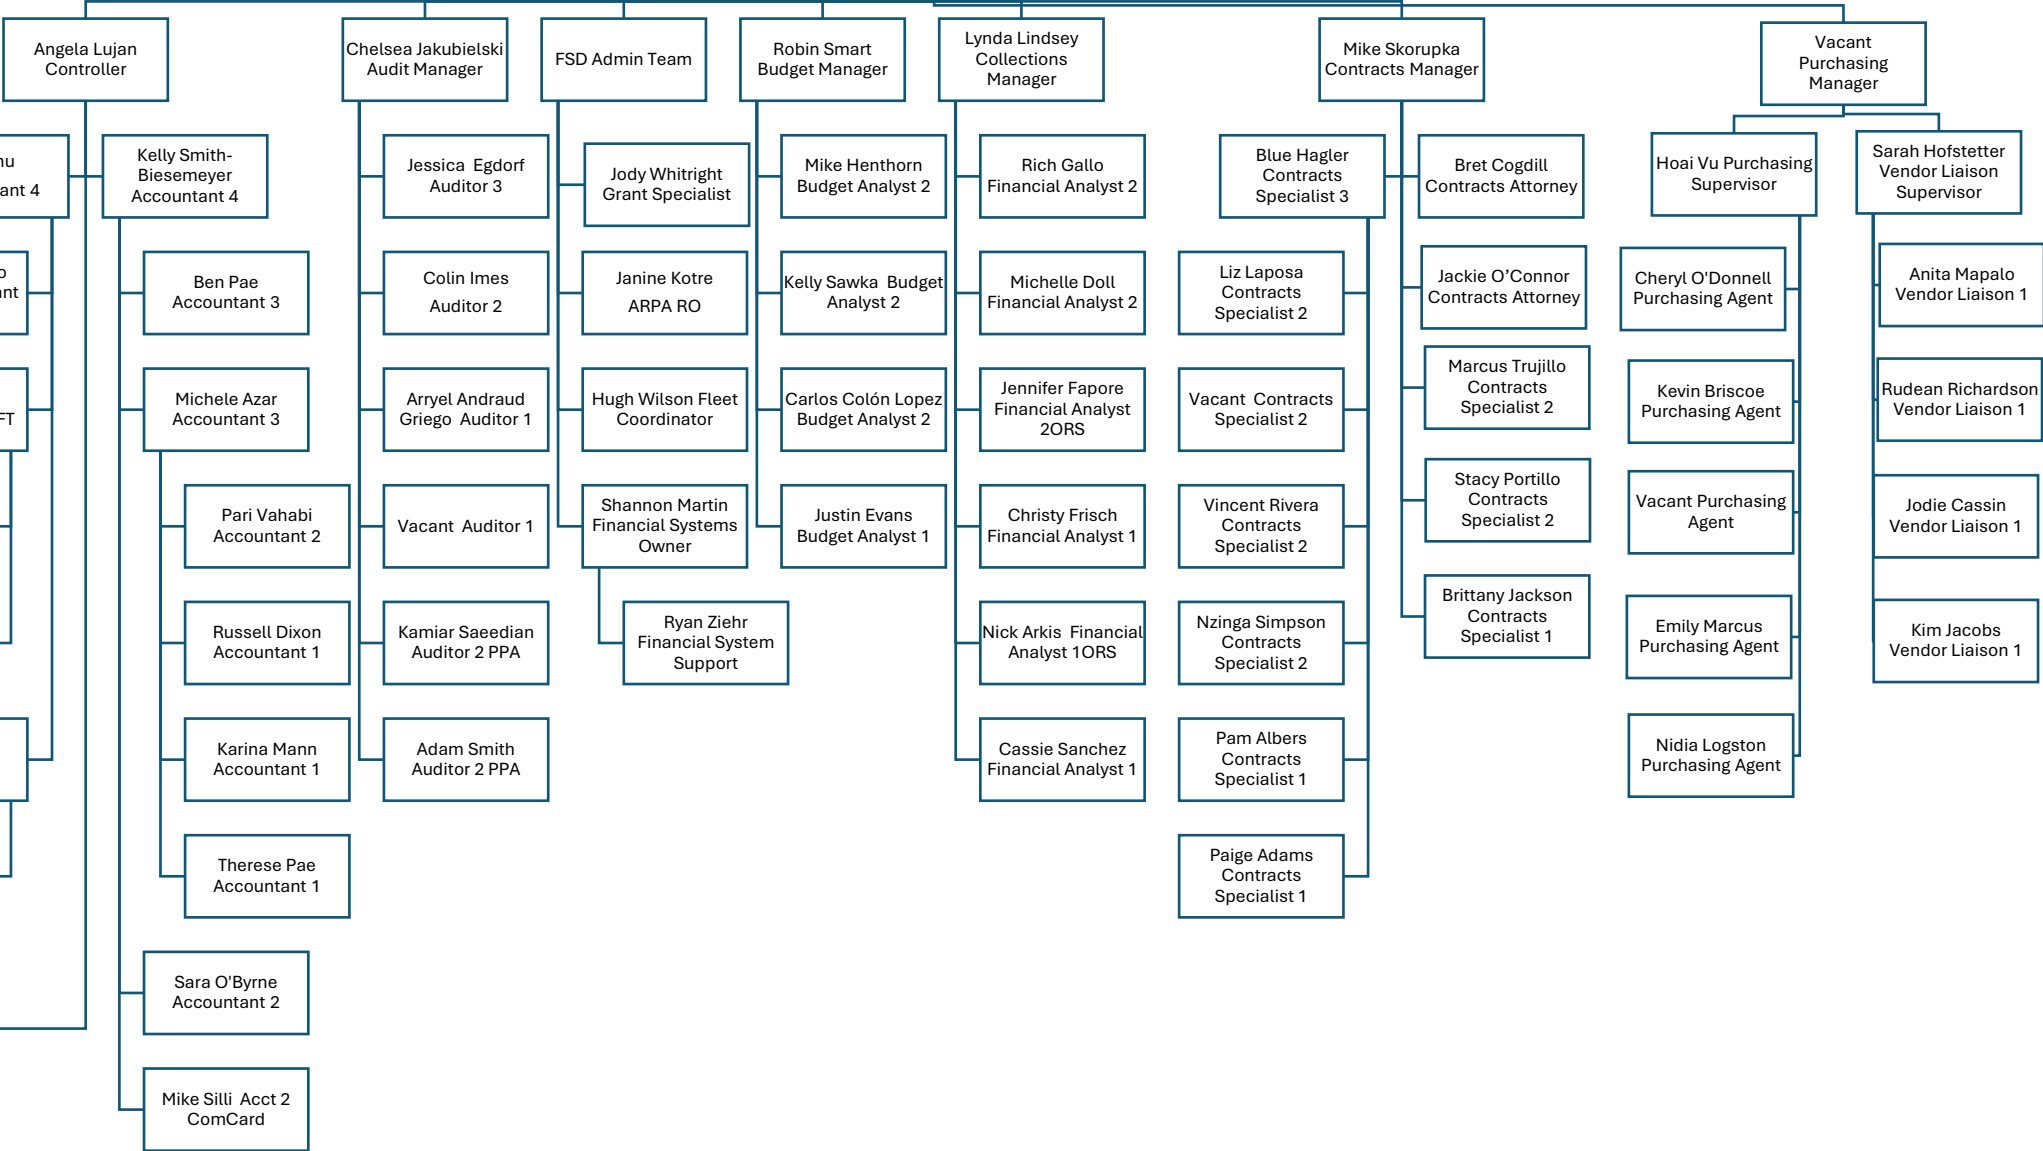 Angela Lujan
Controller
Chelsea Jakubielski
Audit Manager
FSD Admin Team
Robin Smart
Budget Manager
Lynda Lindsey
Collections
Manager
Mike Skorupka
Contracts Manager
Vacant
Purchasing
Manager
ant 4
Kelly Smith-
Biesemeyer
Accountant 4
Jessica  Egdorf
Auditor 3
Jody Whitright
Grant Specialist
Mike Henthorn
Budget Analyst 2
Rich Gallo
Financial Analyst 2
Blue Hagler
Contracts
Specialist 3
Bret Cogdill
Contracts Attorney
Hoai Vu Purchasing
Supervisor
Sarah Hofstetter
Vendor Liaison
Supervisor
Ben Pae
Accountant 3
Colin Imes
Auditor 2
Janine Kotre
ARPA RO
Kelly Sawka  Budget
Analyst 2
Michelle Doll
Financial Analyst 2
Liz Laposa
Contracts
Specialist 2
Jackie O’Connor
Contracts Attorney
Cheryl O'Donnell
Purchasing Agent
Anita Mapalo
Vendor Liaison 1
FT
Michele Azar
Accountant 3
Arryel Andraud
Griego  Auditor 1
Hugh Wilson Fleet
Coordinator
Carlos Colón Lopez
Budget Analyst 2
Jennifer Fapore
Financial Analyst
2ORS
Vacant  Contracts
Specialist 2
Marcus Trujillo
Contracts
Specialist 2
Kevin Briscoe
Purchasing Agent
Rudean Richardson
Vendor Liaison 1
Pari Vahabi
Accountant 2
Vacant  Auditor 1
Shannon Martin
Financial Systems
Owner
Justin Evans
Budget Analyst 1
Christy Frisch
Financial Analyst 1
Vincent Rivera
Contracts
Specialist 2
Stacy Portillo
Contracts
Specialist 2
Vacant Purchasing
Agent
Jodie Cassin
Vendor Liaison 1
Russell Dixon
Accountant 1
Kamiar Saeedian
Auditor 2 PPA
Ryan Ziehr
Financial System
Support
Nick Arkis  Financial
Analyst 1ORS
Nzinga Simpson
Contracts
Specialist 2
Brittany Jackson
Contracts
Specialist 1
Emily Marcus
Purchasing Agent
Kim Jacobs
Vendor Liaison 1
Karina Mann
Accountant 1
Adam Smith
Auditor 2 PPA
Cassie Sanchez
Financial Analyst 1
Pam Albers
Contracts
Specialist 1
Nidia Logston
Purchasing Agent
Therese Pae
Accountant 1
Paige Adams
Contracts
Specialist 1
Sara O'Byrne
Accountant 2
Mike Silli  Acct 2
ComCard